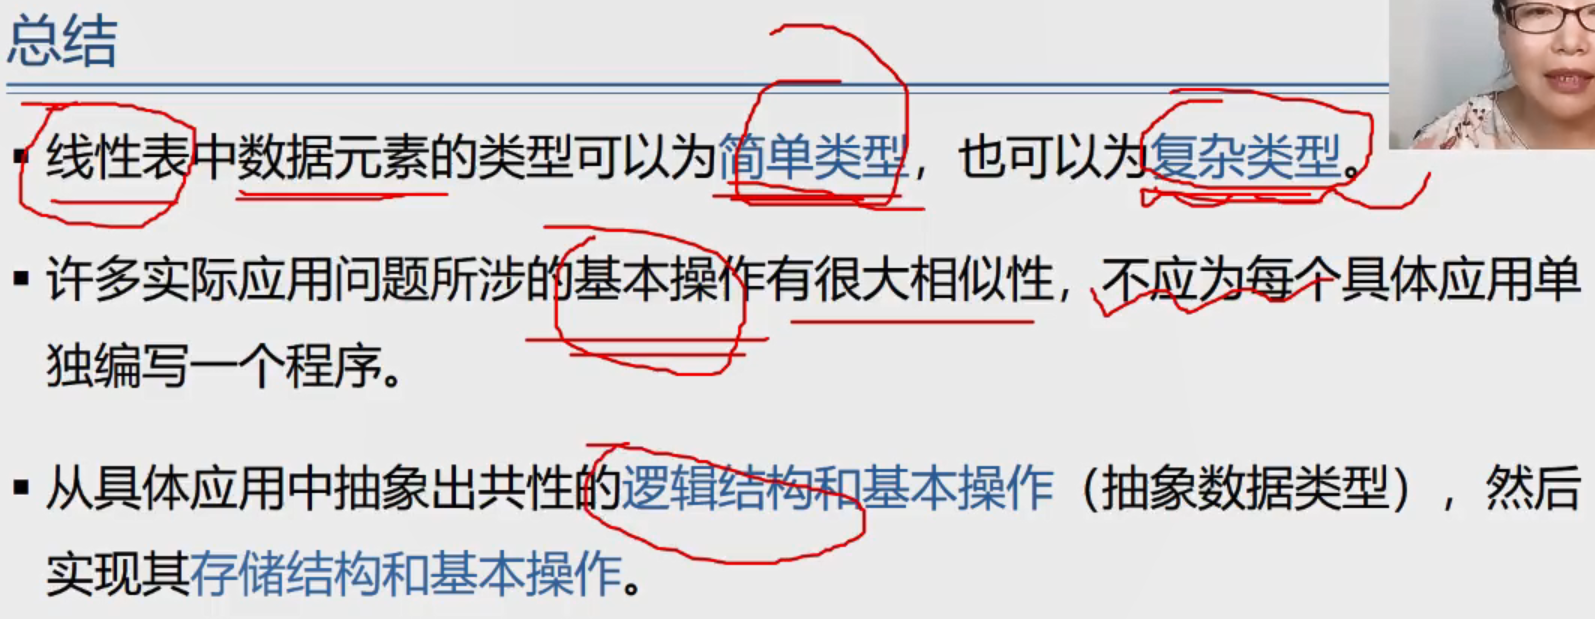 总结
▪ 线性表中数据元素的类型可以为简单类型，也可以为复杂类型。
▪ 许多实际应用问题所涉的基本操作有很大相似性，不应为每个具体应用单
独编写一个程序。
▪ 从具体应用中抽象出共性的逻辑结构和基本操作（抽象数据类型），然后
实现其存储结构和基本操作。